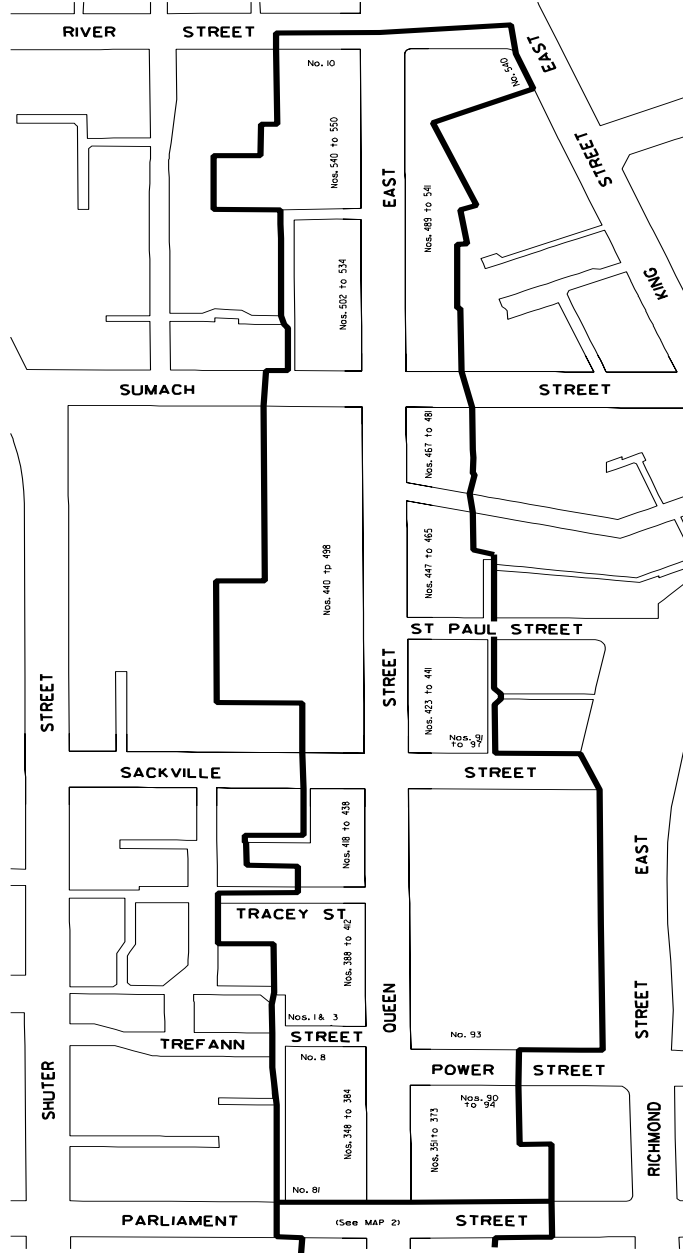 RIVER STREET
No. 10
No. 540
EAST
STREET
KING
Nos. 540 to 550
EAST
Nos. 489 to 541
Nos. 502 to 534
SUMACH STREET
Nos. 467 to 481
Nos. 440 tp 498
Nos. 447 to 465
ST PAUL STREET
STREET
STREET
Nos. 423 to 441
Nos. 91
to 97
SACKVILLE STREET
Nos. 418 to 438
EAST
TRACEY ST
Nos. 388 to 412
QUEEN
STREET
Nos. 1 & 3
No. 93
TREFANN STREET
No. 8
POWER STREET
SHUTER
Nos. 348 to 384
Nos. 351 to 373
Nos. 90
to 94
RICHMOND
No. 81
PARLIAMENT STREET
(See MAP 2)